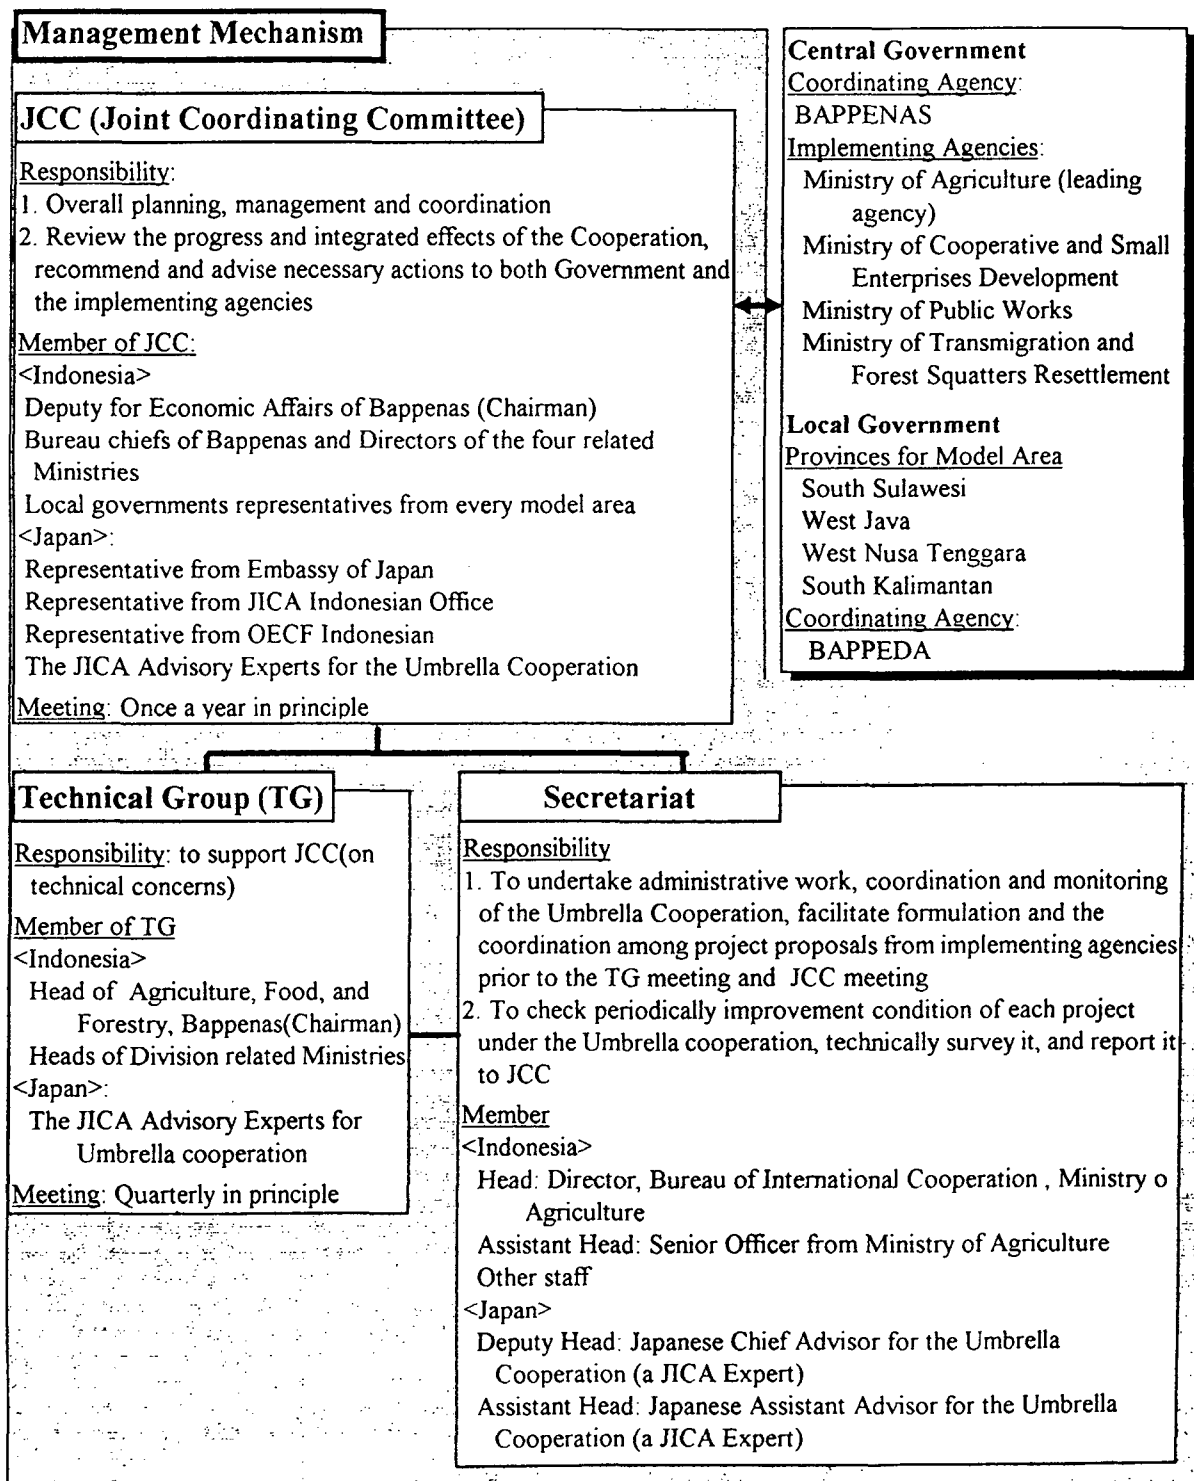 Management Mechanism
JCC (Joint Coordinating Committee)
Responsibility:
1. Overall planning, management and coordination
2. Review the progress and integrated effects of the Cooperation,
recommend and advise necessary actions to both Government and
the implementing agencies
Member of JCC:
<Indonesia>
Deputy for Economic Affairs of Bappenas (Chairman)
Bureau chiefs of Bappenas and Directors of the four related
Ministries
Local governments representatives from every model area
<Japan>:
Representative from Embassy of Japan
Representative from JICA Indonesian Office
Representative from OECF Indonesian
The JICA Advisory Experts for the Umbrella Cooperation
Meeting: Once a year in principle
Central Government
Coordinating Agency:
BAPPENAS
Implementing Agencies:
Ministry of Agriculture (leading
agency)
Ministry of Cooperative and Small
Enterprises Development
Ministry of Public Works
Ministry of Transmigration and
Forest Squatters Resettlement
Local Government
Provinces for Model Area
South Sulawesi
West Java
West Nusa Tenggara
South Kalimantan
Coordinating Agency:
BAPPEDA
Technical Group (TG)
Responsibility: to support JCC(on
technical concerns)
Member of TG
<Indonesia>
Head of Agriculture, Food, and
Forestry, Bappenas(Chairman)
Heads of Division related Ministries
<Japan>:
The JICA Advisory Experts for
Umbrella cooperation
Meeting: Quarterly in principle
Secretariat
Responsibility
1. To undertake administrative work, coordination and monitoring
of the Umbrella Cooperation, facilitate formulation and the
coordination among project proposals from implementing agencies
prior to the TG meeting and JCC meeting
2. To check periodically improvement condition of each project
under the Umbrella cooperation, technically survey it, and report it
to JCC
Member
<Indonesia>
Head: Director, Bureau of International Cooperation , Ministry o
Agriculture
Assistant Head: Senior Officer from Ministry of Agriculture
Other staff
<Japan>
Deputy Head: Japanese Chief Advisor for the Umbrella
Cooperation (a JICA Expert)
Assistant Head: Japanese Assistant Advisor for the Umbrella
Cooperation (a JICA Expert)